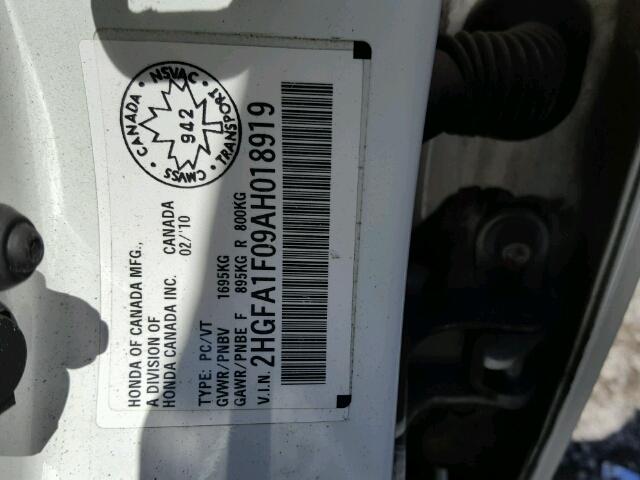 HONDA OF CANADA MFG.,
A DIVISION OF
HONDA CANADA INC. CANADA
02/'10
TYPE: PC/VT
GVWR/PNBV 1695KG
GAWR/PNBE F 895KG R 800KG
V.I.N. 2HGFA1F09AH018919
CANADA • NSVAC •
942
CMVSS • TRANSPORT